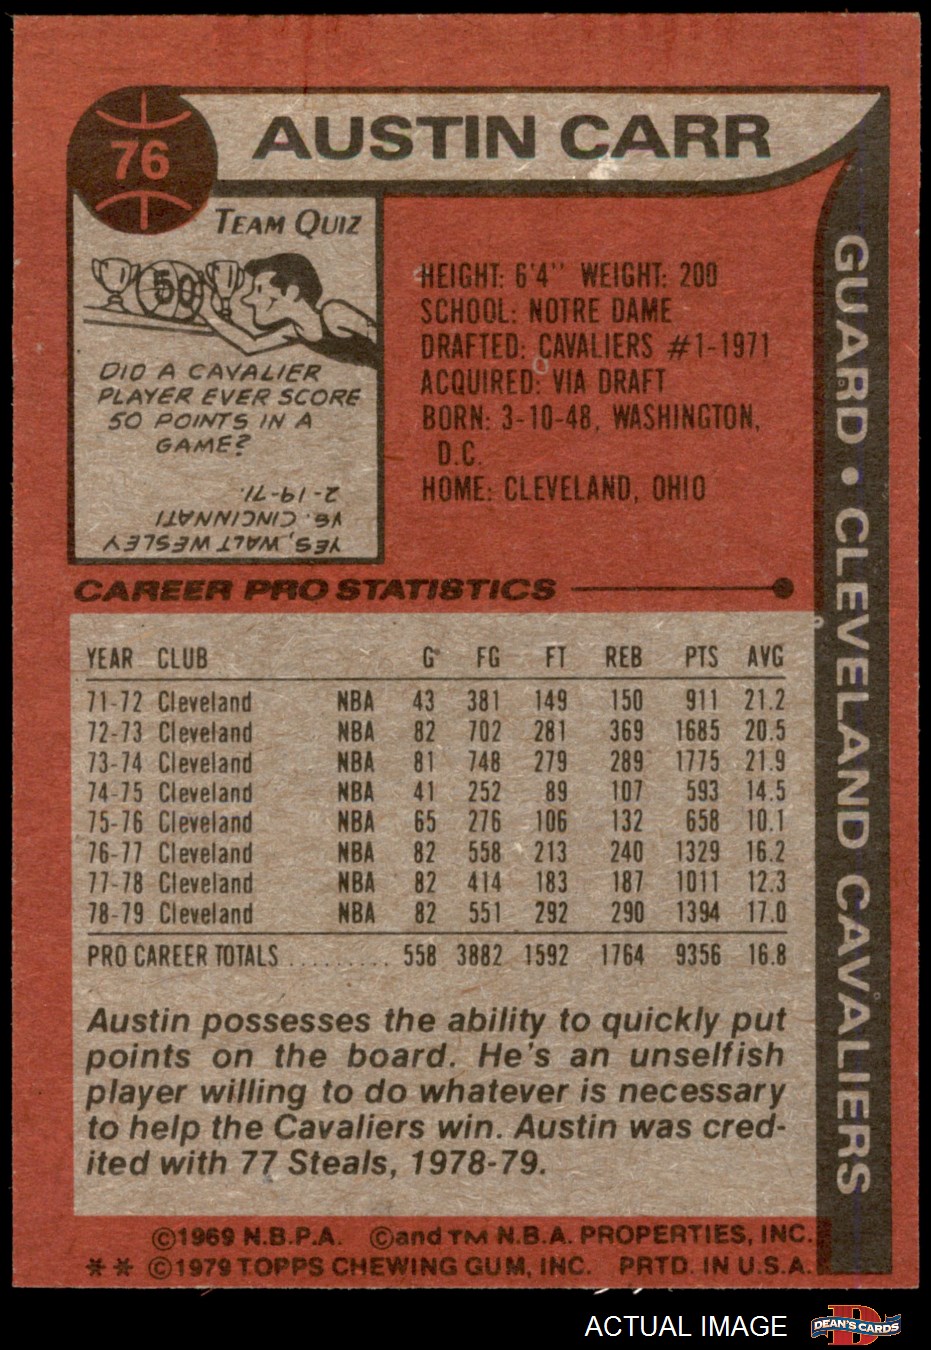 76
AUSTIN CARR
TEAM QUIZ
50
DID A CAVALIER
PLAYER EVER SCORE
50 POINTS IN A
GAME?
YES, WALT WESLEY
VS. CINCINNATI
2-19-71.
HEIGHT: 6'4" WEIGHT: 200
SCHOOL: NOTRE DAME
DRAFTED: CAVALIERS #1-1971
ACQUIRED: VIA DRAFT
BORN: 3-10-48, WASHINGTON,
D.C.
HOME: CLEVELAND, OHIO
GUARD • CLEVELAND CAVALIERS
CAREER PRO STATISTICS
YEAR CLUB G FG FT REB PTS AVG
71-72 Cleveland NBA 43 381 149 150 911 21.2
72-73 Cleveland NBA 82 702 281 369 1685 20.5
73-74 Cleveland NBA 81 748 279 289 1775 21.9
74-75 Cleveland NBA 41 252 89 107 593 14.5
75-76 Cleveland NBA 65 276 106 132 658 10.1
76-77 Cleveland NBA 82 558 213 240 1329 16.2
77-78 Cleveland NBA 82 414 183 187 1011 12.3
78-79 Cleveland NBA 82 551 292 290 1394 17.0
PRO CAREER TOTALS .......... 558 3882 1592 1764 9356 16.8
Austin possesses the ability to quickly put
points on the board. He's an unselfish
player willing to do whatever is necessary
to help the Cavaliers win. Austin was cred-
ited with 77 Steals, 1978-79.
©1969 N.B.P.A. ©and TM N.B.A. PROPERTIES, INC.
** ©1979 TOPPS CHEWING GUM, INC. PRTD. IN U.S.A.
ACTUAL IMAGE
DEAN'S CARDS